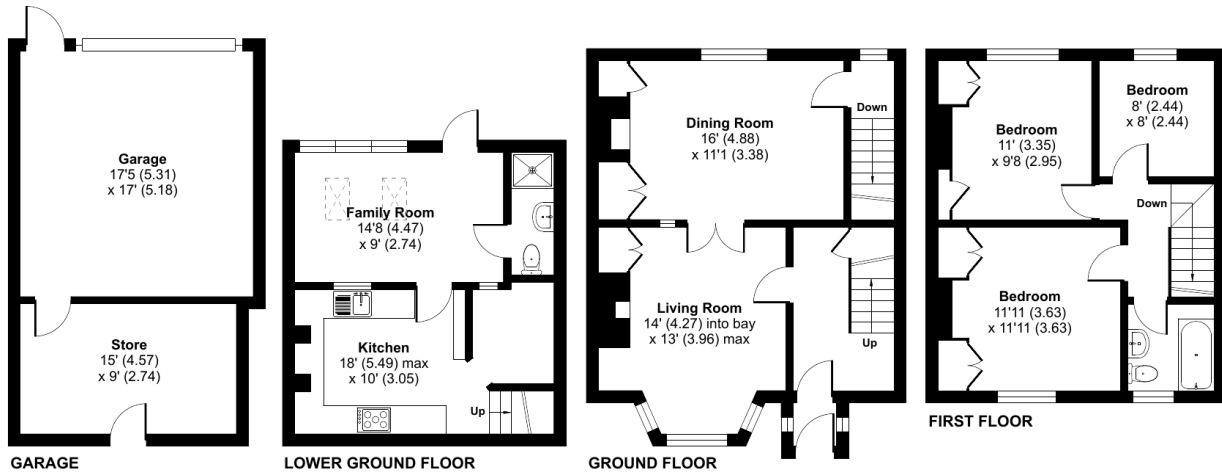 Garage
17'5 (5.31)
x 17' (5.18)
Store
15' (4.57)
x 9' (2.74)
GARAGE
Family Room
14'8 (4.47)
x 9' (2.74)
Kitchen
18' (5.49) max
x 10' (3.05)
Up
LOWER GROUND FLOOR
Dining Room
16' (4.88)
x 11'1 (3.38)
Down
Living Room
14' (4.27) into bay
x 13' (3.96) max
Up
GROUND FLOOR
Bedroom
11' (3.35)
x 9'8 (2.95)
Bedroom
8' (2.44)
x 8' (2.44)
Down
Bedroom
11'11 (3.63)
x 11'11 (3.63)
FIRST FLOOR